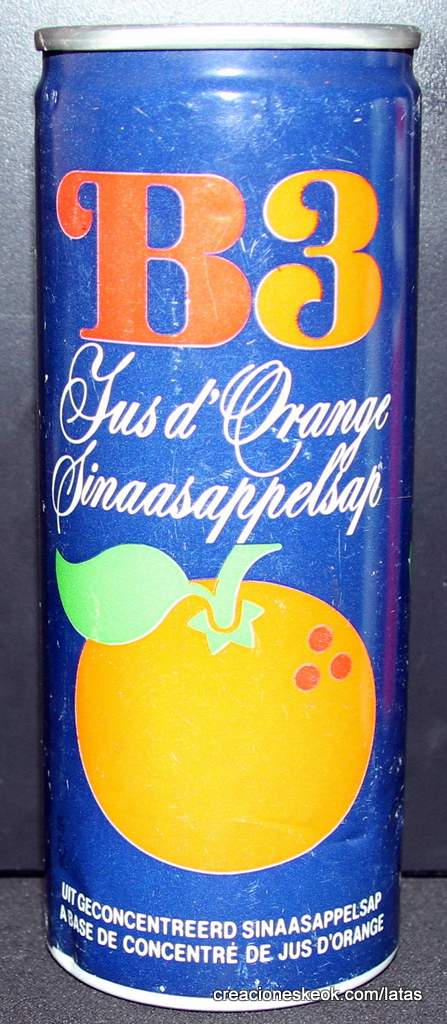 B3
Jus d'Orange
Sinaasappelsap
UIT GECONCENTREERD SINAASAPPELSAP
A BASE DE CONCENTRÉ DE JUS D'ORANGE
creacioneskeok.com/latas